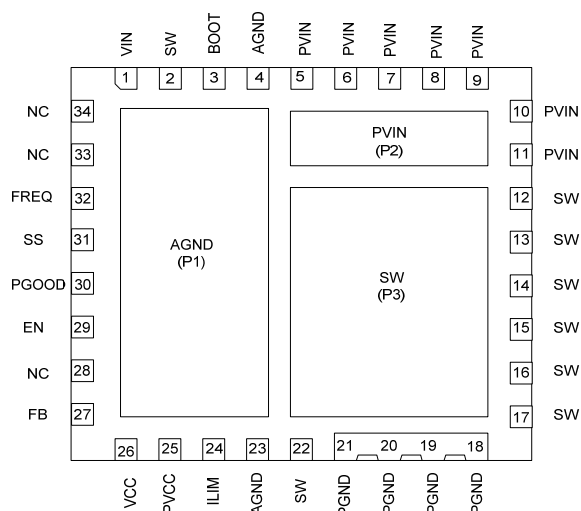 VIN SW BOOT AGND PVIN PVIN PVIN PVIN PVIN
1 2 3 4 5 6 7 8 9
NC 34 10 PVIN
PVIN
(P2)
NC 33 11 PVIN
FREQ 32 12 SW
SS 31 13 SW
AGND
(P1)
SW
(P3)
PGOOD 30 14 SW
EN 29 15 SW
NC 28 16 SW
FB 27 17 SW
26 25 24 23 22 21 20 19 18
VCC PVCC ILIM AGND SW PGND PGND PGND PGND